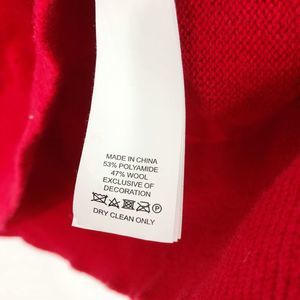 MADE IN CHINA
53% POLYAMIDE
47% WOOL
EXCLUSIVE OF
DECORATION
P
DRY CLEAN ONLY